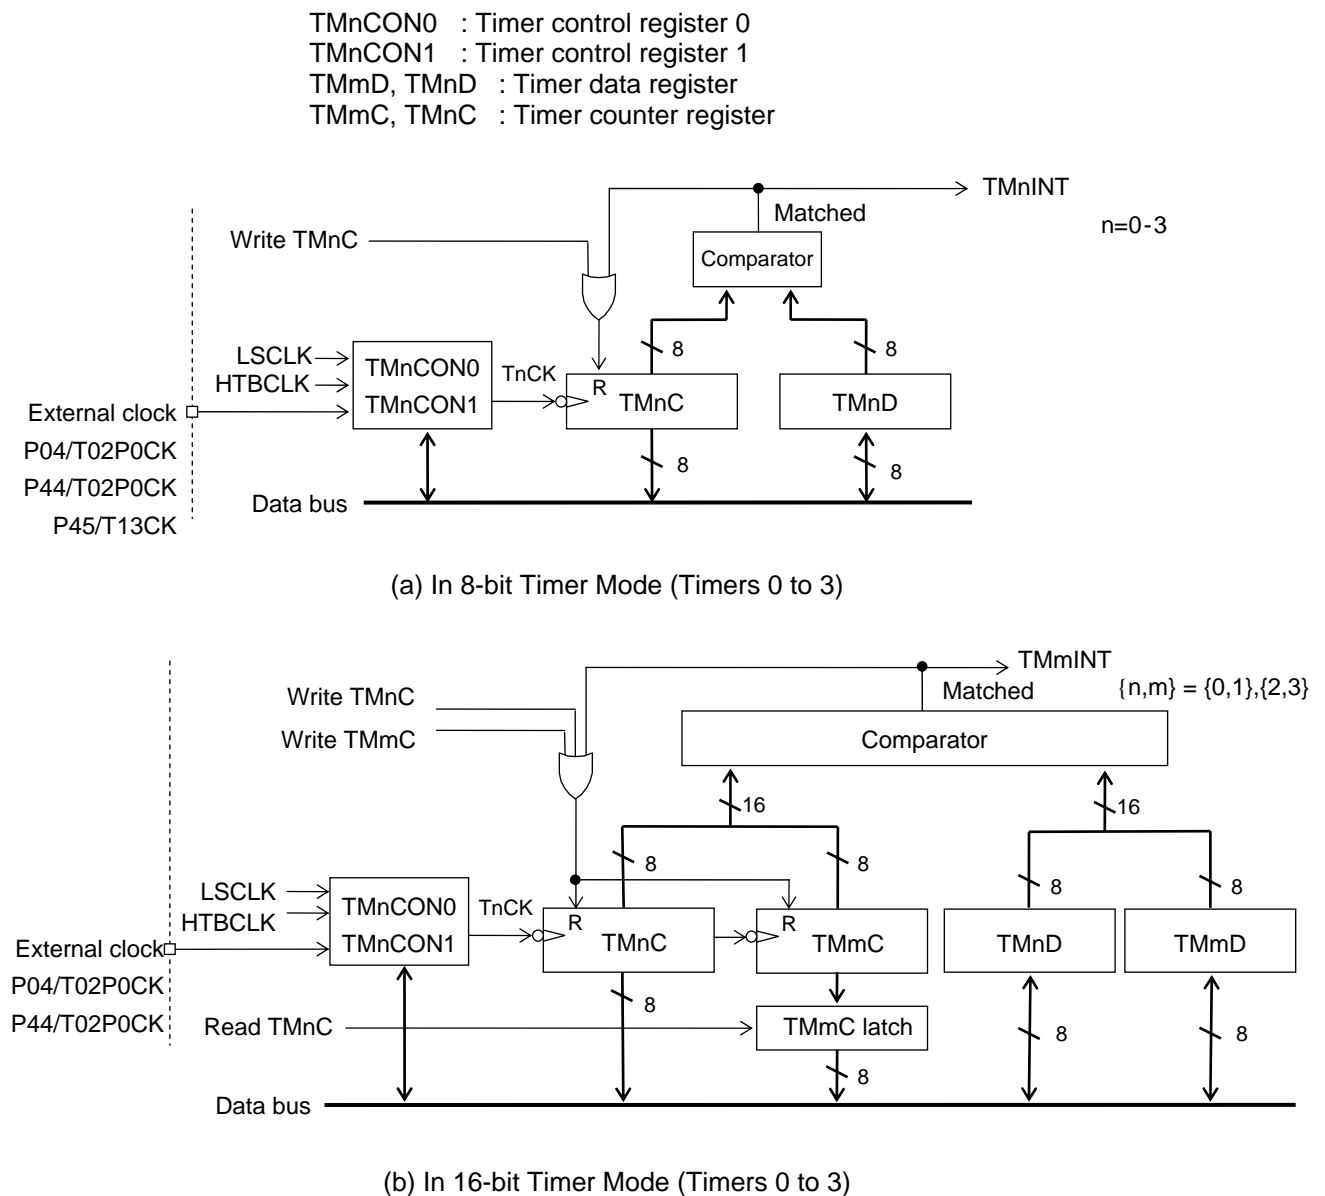 TMnCON0 : Timer control register 0
TMnCON1 : Timer control register 1
TMmD, TMnD : Timer data register
TMmC, TMnC : Timer counter register
TMnINT
Matched
n=0-3
Write TMnC
Comparator
8
8
LSCLK
HTBCLK
TMnCON0
TMnCON1
TnCK
R
TMnC
TMnD
External clock
P04/T02P0CK
P44/T02P0CK
P45/T13CK
8
8
Data bus
(a) In 8-bit Timer Mode (Timers 0 to 3)
TMmINT
Matched
{n,m} = {0,1},{2,3}
Write TMnC
Write TMmC
Comparator
16
16
8
8
8
8
LSCLK
HTBCLK
TMnCON0
TMnCON1
TnCK
R
TMnC
R
TMmC
TMnD
TMmD
External clock
P04/T02P0CK
P44/T02P0CK
8
Read TMnC
TMmC latch
8
8
8
Data bus
(b) In 16-bit Timer Mode (Timers 0 to 3)